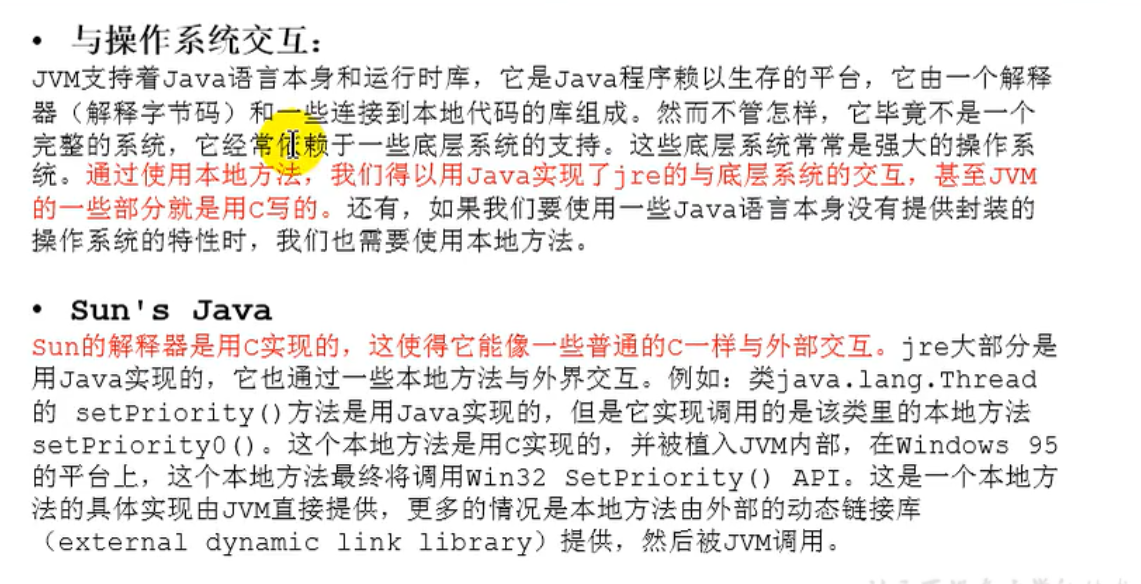 • 与操作系统交互：
JVM支持着Java语言本身和运行时库，它是Java程序赖以生存的平台，它由一个解释
器（解释字节码）和一些连接到本地代码的库组成。然而不管怎样，它毕竟不是一个
完整的系统，它经常依赖于一些底层系统的支持。这些底层系统常常是强大的操作系
统。通过使用本地方法，我们得以用Java实现了jre的与底层系统的交互，甚至JVM
的一些部分就是用C写的。还有，如果我们要使用一些Java语言本身没有提供封装的
操作系统的特性时，我们也需要使用本地方法。
• Sun's Java
Sun的解释器是用C实现的，这使得它能像一些普通的C一样与外部交互。jre大部分是
用Java实现的，它也通过一些本地方法与外界交互。例如：类java.lang.Thread
的 setPriority()方法是用Java实现的，但是它实现调用的是该类里的本地方法
setPriority0()。这个本地方法是用C实现的，并被植入JVM内部，在Windows 95
的平台上，这个本地方法最终将调用Win32 SetPriority() API。这是一个本地方
法的具体实现由JVM直接提供，更多的情况是本地方法由外部的动态链接库
（external dynamic link library）提供，然后被JVM调用。